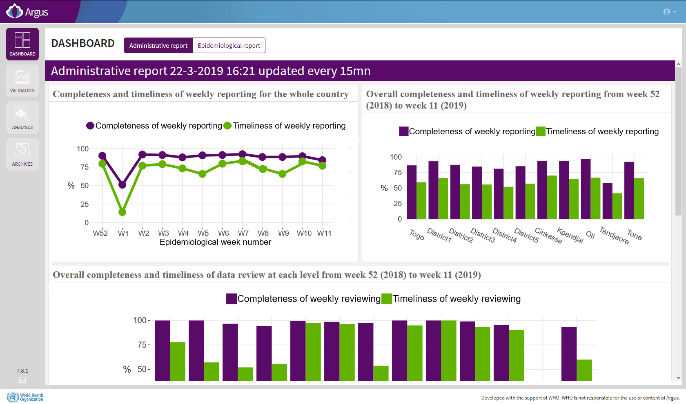 Argus
DASHBOARD
Administrative report
Epidemiological report
DASHBOARD
VALIDATION
ANALYSES
ARCHIVES
Administrative report 22-3-2019 16:21 updated every 15mn
Completeness and timeliness of weekly reporting for the whole country
Completeness of weekly reporting Timeliness of weekly reporting
100
75
%
50
25
0
W52 W1 W2 W3 W4 W5 W6 W7 W8 W9 W10 W11
Epidemiological week number
Overall completeness and timeliness of weekly reporting from week 52
(2018) to week 11 (2019)
Completeness of weekly reporting Timeliness of weekly reporting
100
75
%
50
25
0
Togo District1 District2 District3 District4 District5 Cinkasse Kpendjal Oti Tandjoare Tone
Overall completeness and timeliness of data review at each level from week 52 (2018) to week 11 (2019)
Completeness of weekly reviewing Timeliness of weekly reviewing
100
75
%
50
World Health
Organization
Developed with the support of WHO. WHO is not responsible for the use or content of Argus.